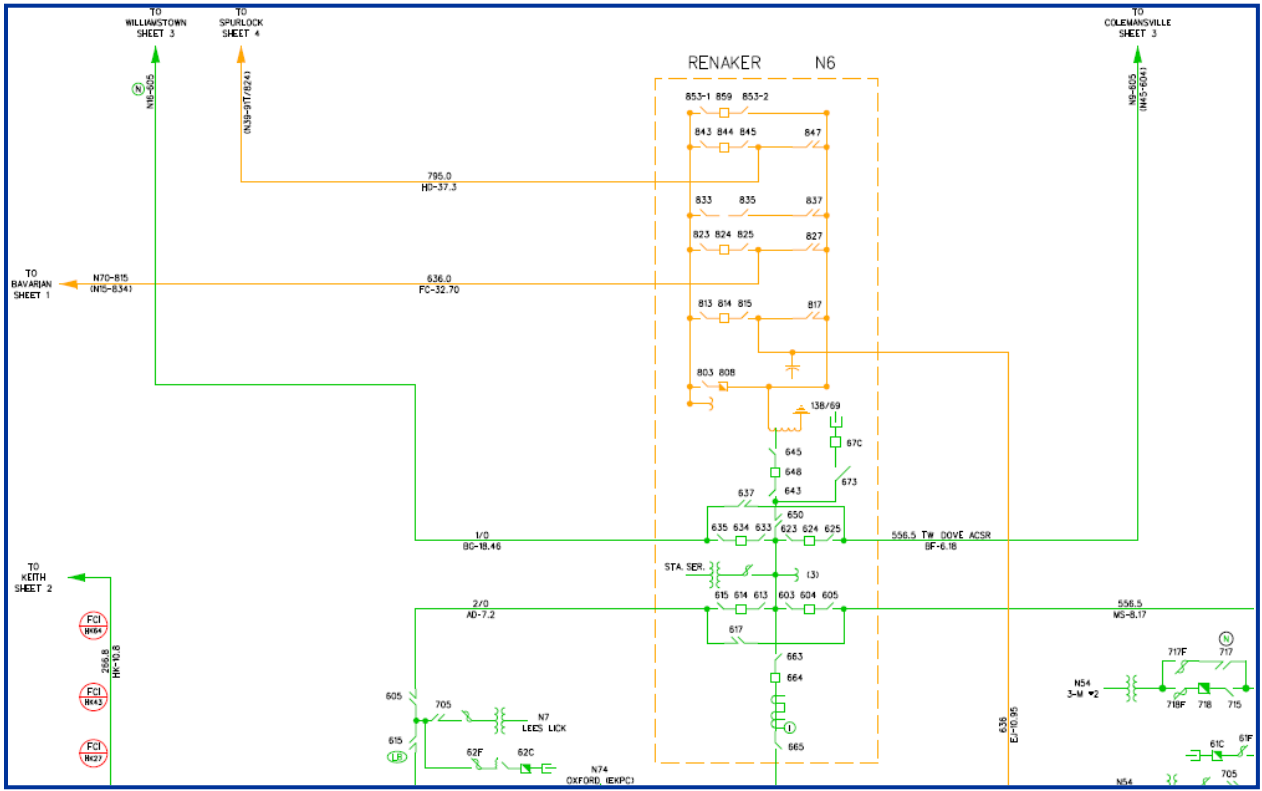 TO
WILLIAMSTOWN
SHEET 3
TO
SPURLOCK
SHEET 4
TO
COLEMANSVILLE
SHEET 3
RENAKER N6
N
N16-605
(N39-91T/824)
N9-605
(N45-604)
853-1 859 853-2
843 844 845 847
795.0
HD-37.3
833 835 837
823 824 825 827
TO
BAVARIAN
SHEET 1
N70-815
(N15-834)
636.0
FC-32.70
813 814 815 817
803 808
138/69
67C
645
648
673
643
637
650
635 634 633 623 624 625
1/0
BG-18.46
556.5 TW DOVE ACSR
BF-6.18
TO
KEITH
SHEET 2
STA. SER.
(3)
615 614 613 603 604 605
2/0
AD-7.2
556.5
MS-8.17
617
FCI
HK64
266.8
HK-10.8
663
664
N
717F 717
N54
3-M #2
718F 718 715
FCI
HK43
605
705
N7
LEES LICK
I
636
EJ-10.95
615
LB
665
FCI
HK27
62F 62C
N74
OXFORD (EKPC)
61C 61F
N54
705